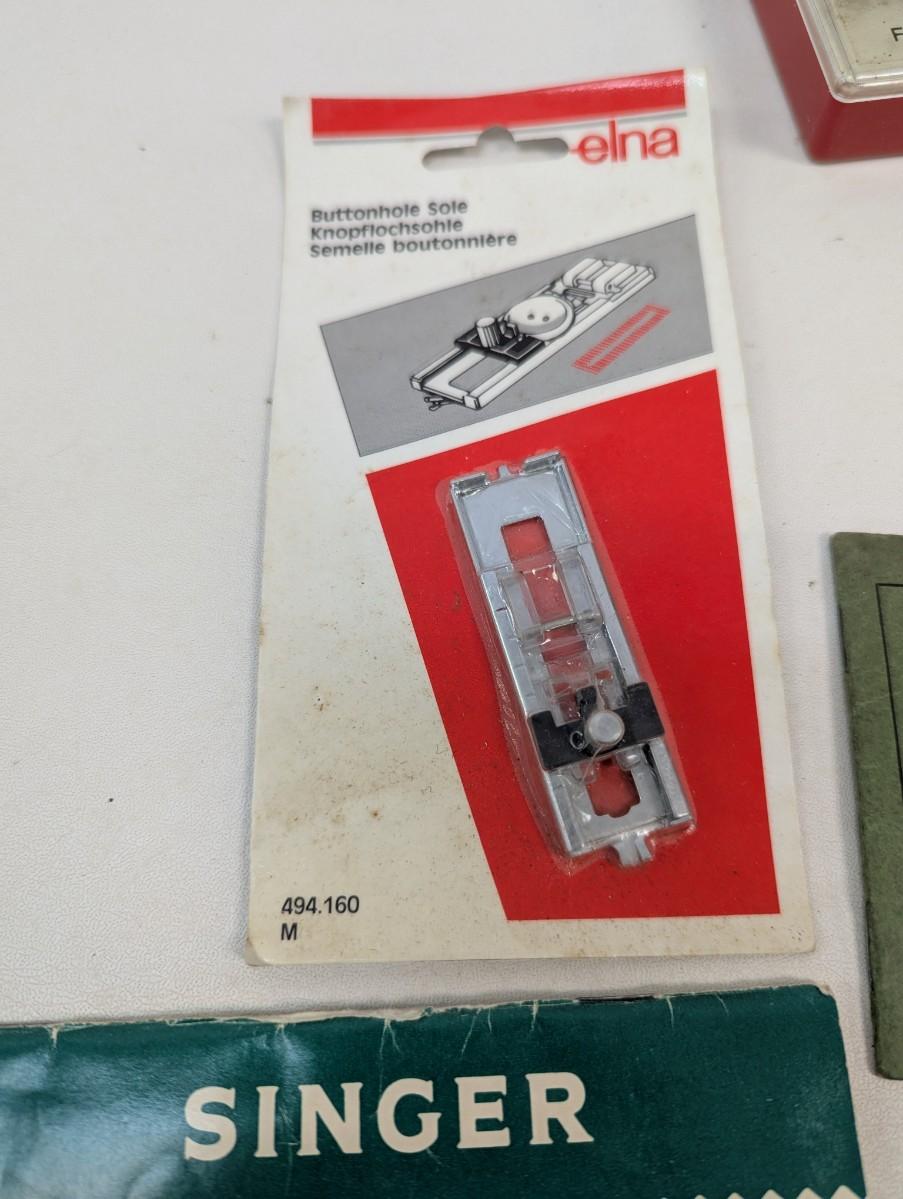 F
elna
Buttonhole Sole
Knopflochsohle
Semelle boutonnière
494.160
M
SINGER